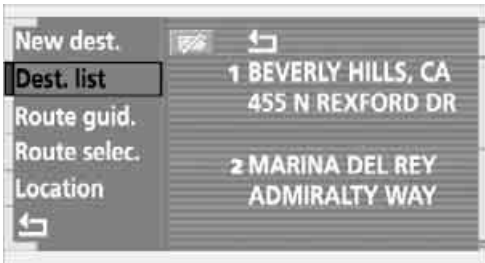 New dest.
Dest. list
Route guid.
Route selec.
Location
1 BEVERLY HILLS, CA
455 N REXFORD DR
2 MARINA DEL REY
ADMIRALTY WAY